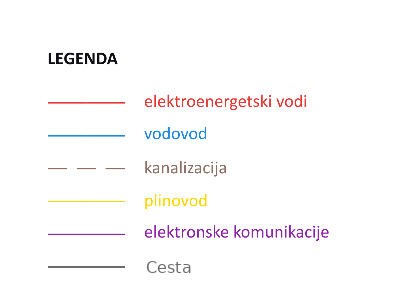 LEGENDA
elektroenergetski vodi
vodovod
kanalizacija
plinovod
elektronske komunikacije
Cesta